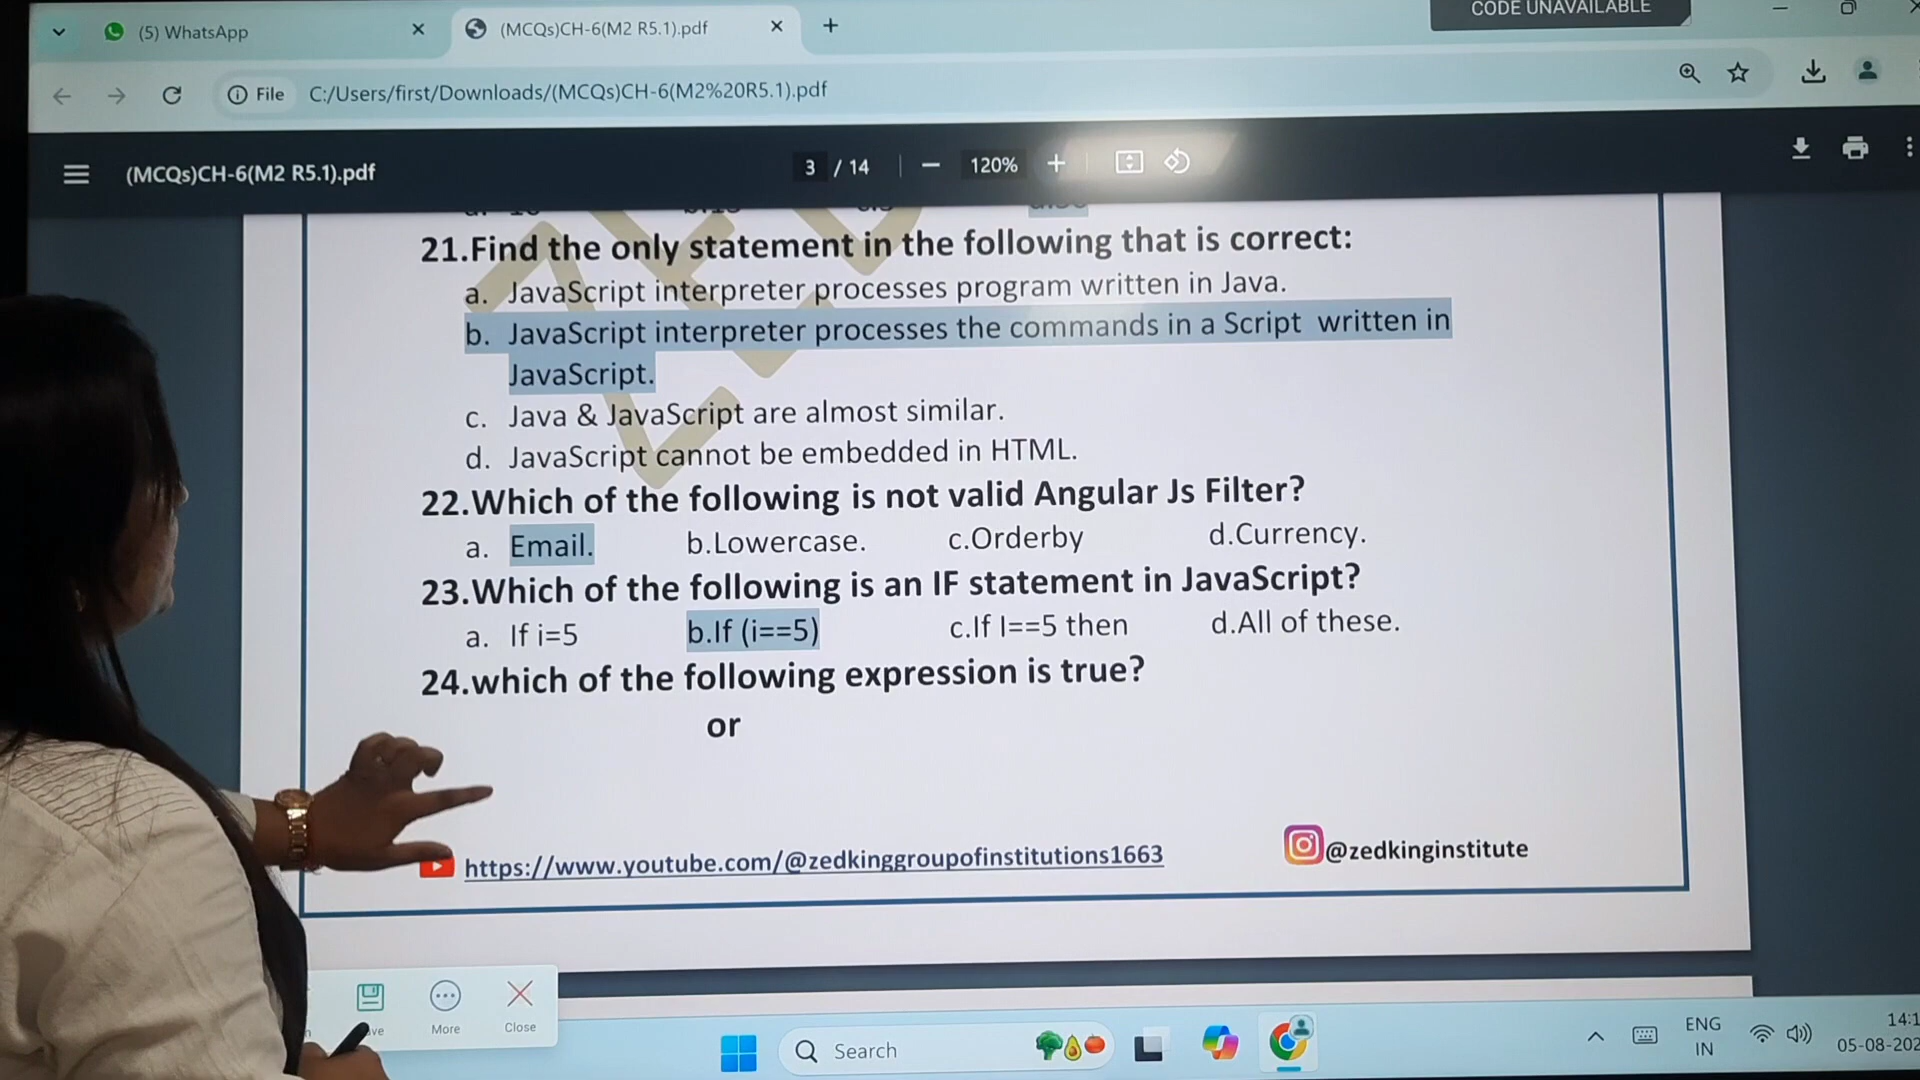 (5) WhatsApp
(MCQs)CH-6(M2 R5.1).pdf
CODE UNAVAILABLE
File C:/Users/first/Downloads/(MCQs)CH-6(M2%20R5.1).pdf
(MCQs)CH-6(M2 R5.1).pdf
3 / 14
120%
21.Find the only statement in the following that is correct:
a. JavaScript interpreter processes program written in Java.
b. JavaScript interpreter processes the commands in a Script written in
JavaScript.
c. Java & JavaScript are almost similar.
d. JavaScript cannot be embedded in HTML.
22.Which of the following is not valid Angular Js Filter?
a. Email. b.Lowercase. c.Orderby d.Currency.
23.Which of the following is an IF statement in JavaScript?
a. If i=5 b.If (i==5) c.If I==5 then d.All of these.
24.which of the following expression is true?
or
https://www.youtube.com/@zedkinggroupofinstitutions1663
@zedkinginstitute
More
Close
Search
ENG
IN